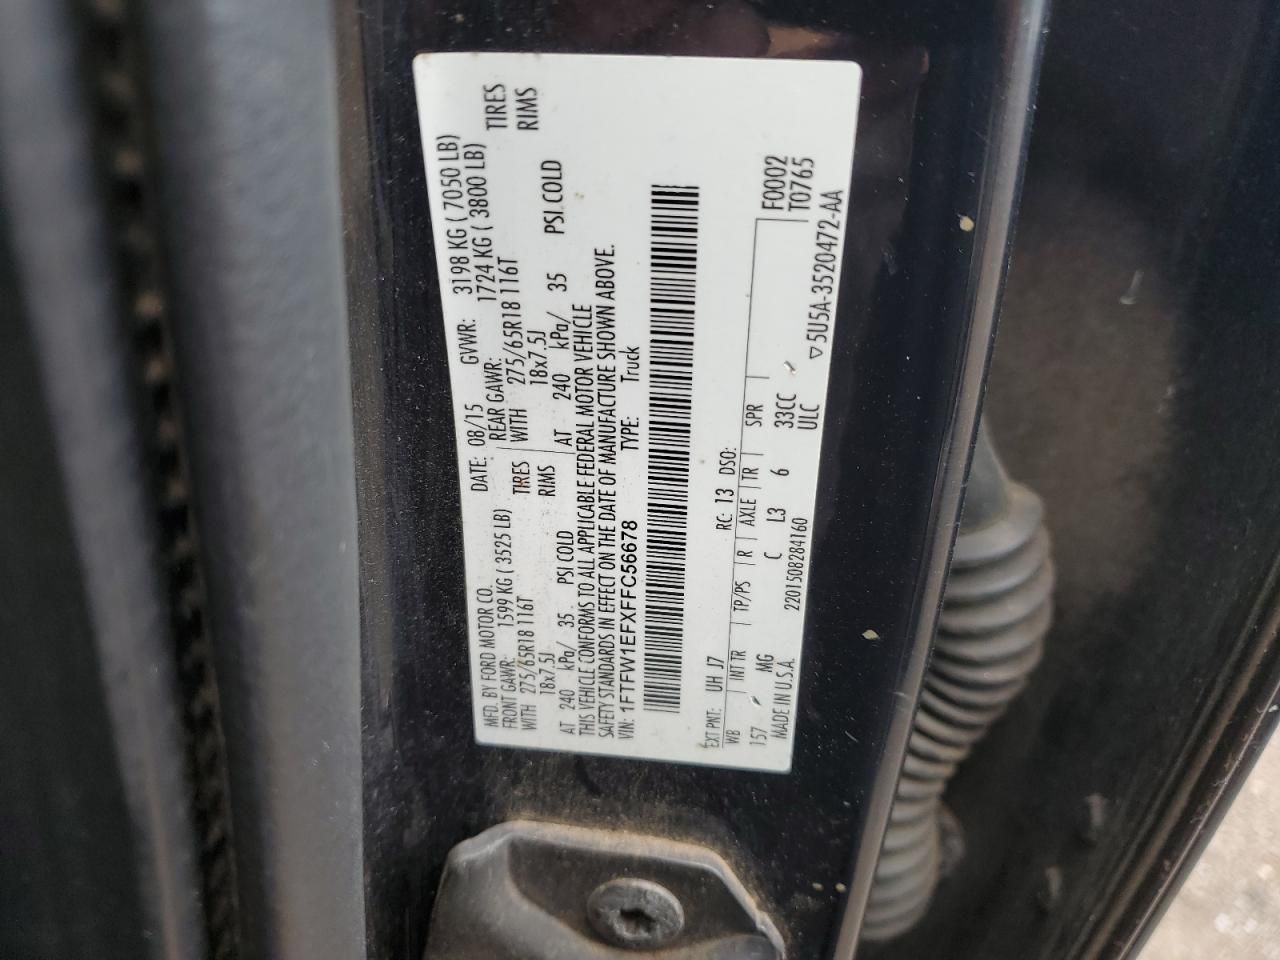 MFD. BY FORD MOTOR CO.
DATE: 08/15 GVWR: 3198 KG ( 7050 LB)
FRONT GAWR: 1599 KG ( 3525 LB) REAR GAWR: 1724 KG ( 3800 LB)
WITH 275/65R18 116T TIRES WITH 275/65R18 116T TIRES
18x7.5J RIMS 18x7.5J RIMS
AT 240 kPa/ 35 PSI COLD AT 240 kPa/ 35 PSI COLD
THIS VEHICLE CONFORMS TO ALL APPLICABLE FEDERAL MOTOR VEHICLE
SAFETY STANDARDS IN EFFECT ON THE DATE OF MANUFACTURE SHOWN ABOVE.
VIN: 1FTFW1EFXFFC56678 TYPE: Truck
F0002
EXT PNT: UH J7 RC: 13 DSO: T0765
WB INT TR TP/PS R AXLE TR SPR
157 MG C L3 6 33CC
MADE IN U.S.A. 2201508284160 ULC
▽5U5A-3520472-AA